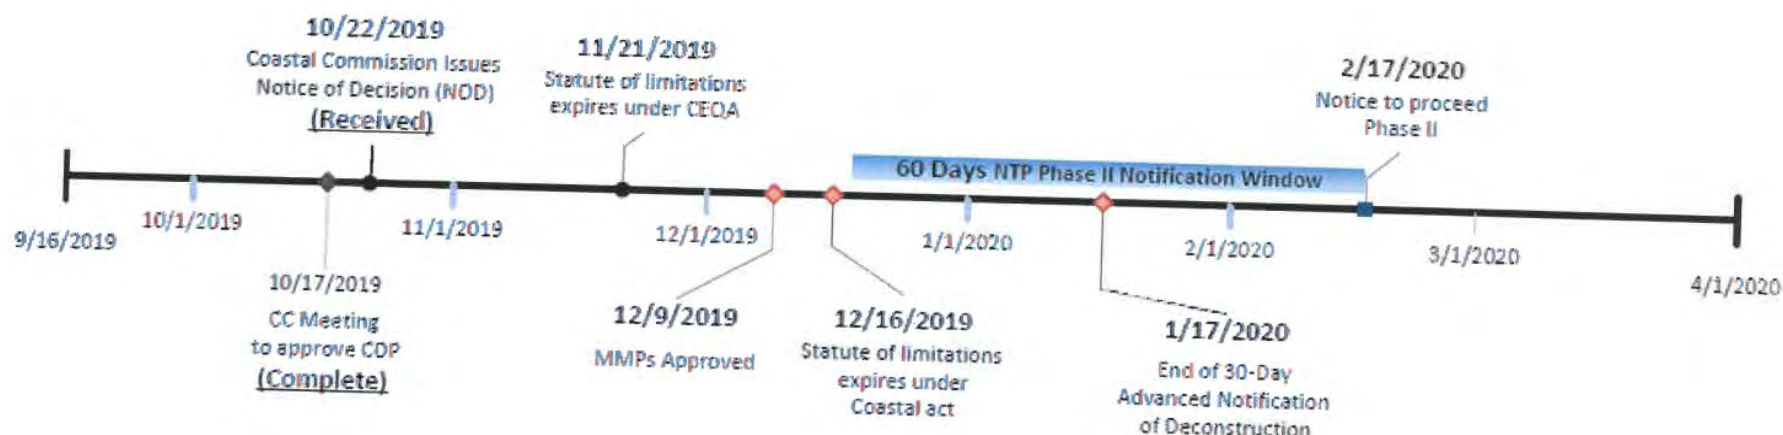 10/22/2019
Coastal Commission Issues
Notice of Decision (NOD)
(Received)
11/21/2019
Statute of limitations
expires under CEQA
2/17/2020
Notice to proceed
Phase II
60 Days NTP Phase II Notification Window
9/16/2019
10/1/2019
11/1/2019
12/1/2019
1/1/2020
2/1/2020
3/1/2020
4/1/2020
10/17/2019
CC Meeting
to approve CDP
(Complete)
12/9/2019
MMPs Approved
12/16/2019
Statute of limitations
expires under
Coastal act
1/17/2020
End of 30-Day
Advanced Notification
of Deconstruction